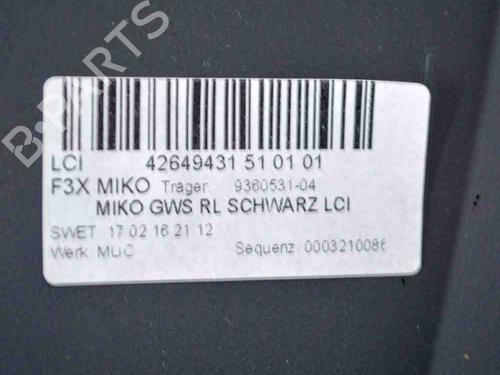 B-PARTS
LCI 42649431 51 01 01
F3X MIKO Träger: 9360531-04
MIKO GWS RL SCHWARZ LCI
SWET 17 02 16 21 12
Werk: MUC Sequenz: 0003210086